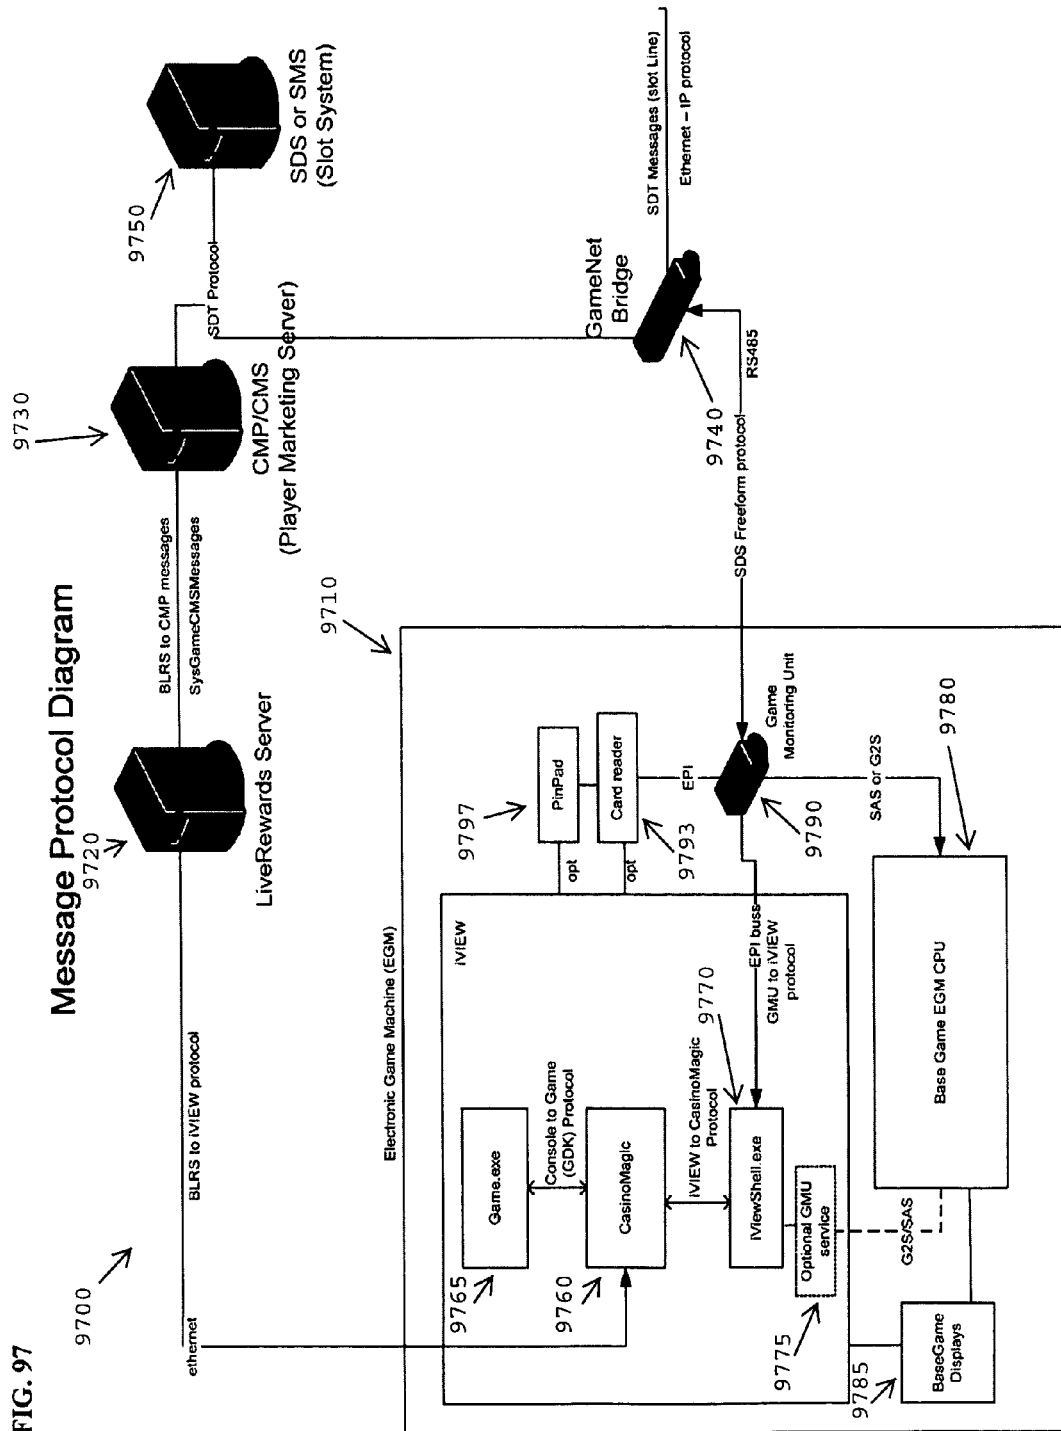 FIG. 97
Message Protocol Diagram
9700
9720
9730
9750
ethernet
BLRS to iVIEW protocol
LiveRewards Server
BLRS to CMP messages
SysGameCMSMessages
CMP/CMS
(Player Marketing Server)
SDT Protocol
SDS or SMS
(Slot System)
9710
Electronic Game Machine (EGM)
iVIEW
9765
Game.exe
Console to Game
(GDK) Protocol
9760
CasinoMagic
iVIEW to CasinoMagic
Protocol
9770
iViewShell.exe
9775
Optional GMU
service
G2S/SAS
EPI buss
GMU to iVIEW
protocol
9797
PinPad
opt
9793
Card reader
opt
EPI
9790
Game
Monitoring Unit
SAS or G2S
9780
Base Game EGM CPU
9785
BaseGame
Displays
SDS Freeform protocol
RS485
9740
GameNet
Bridge
SDT Messages (slot Line)
Ethernet – IP protocol